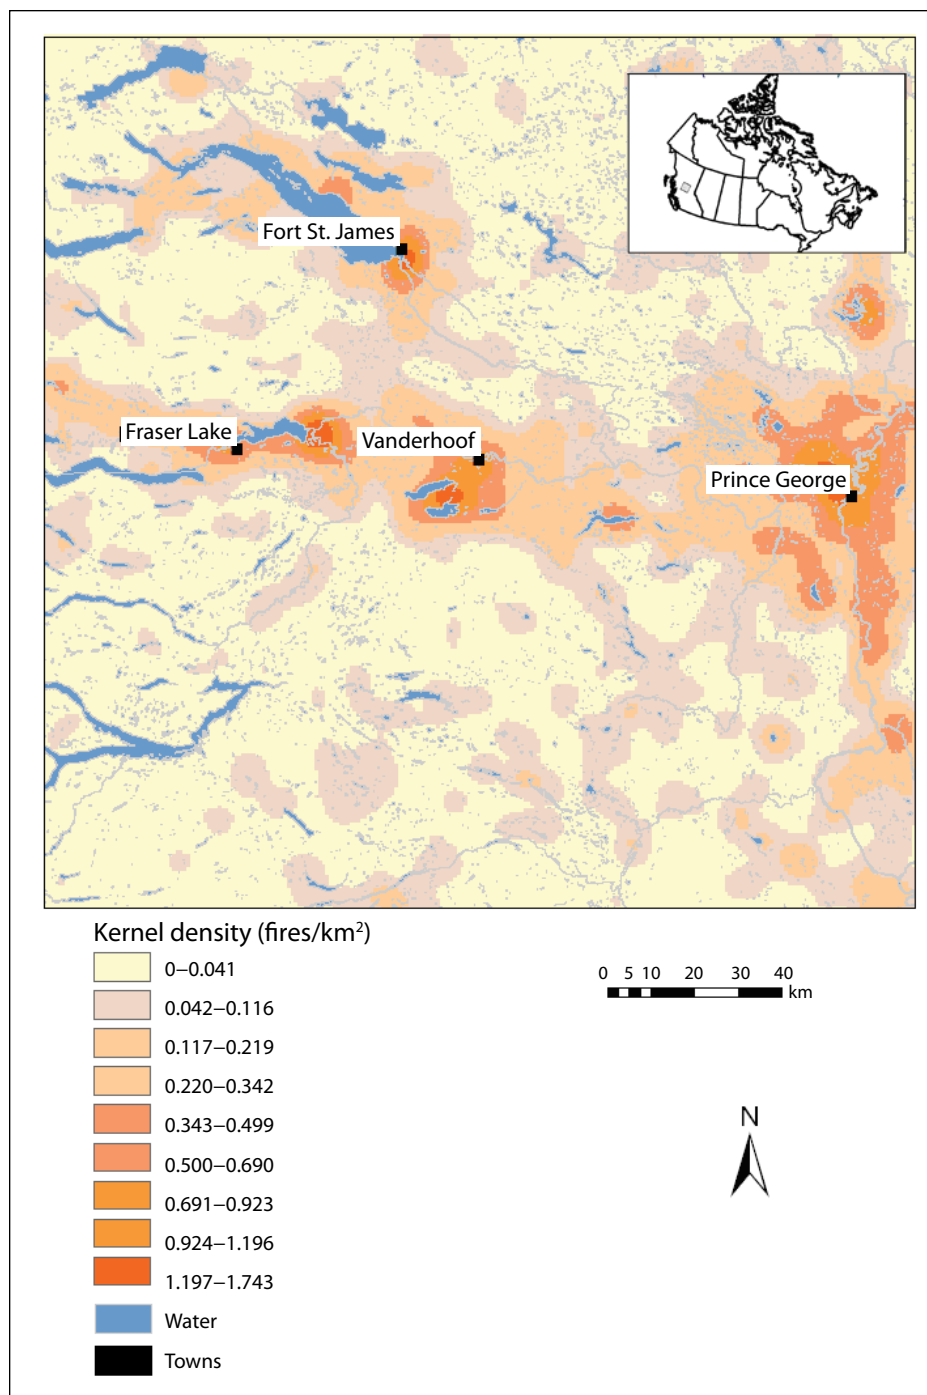 Fort St. James
Fraser Lake
Vanderhoof
Prince George
Kernel density (fires/km²)
0–0.041
0.042–0.116
0.117–0.219
0.220–0.342
0.343–0.499
0.500–0.690
0.691–0.923
0.924–1.196
1.197–1.743
Water
Towns
0 5 10 20 30 40
km
N